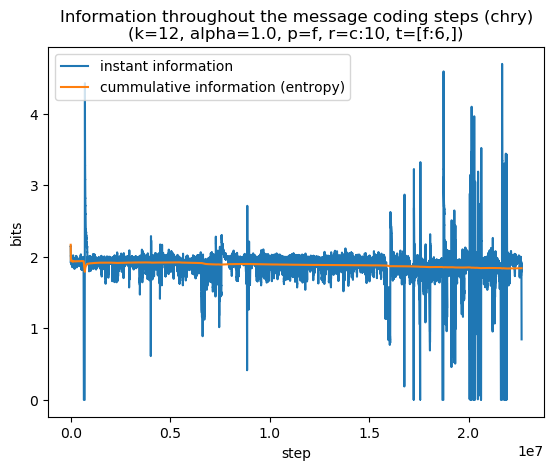 Information throughout the message coding steps (chry)
(k=12, alpha=1.0, p=f, r=c:10, t=[f:6,])
instant information
cummulative information (entropy)
4
3
2
1
0
bits
0.0 0.5 1.0 1.5 2.0
1e7
step